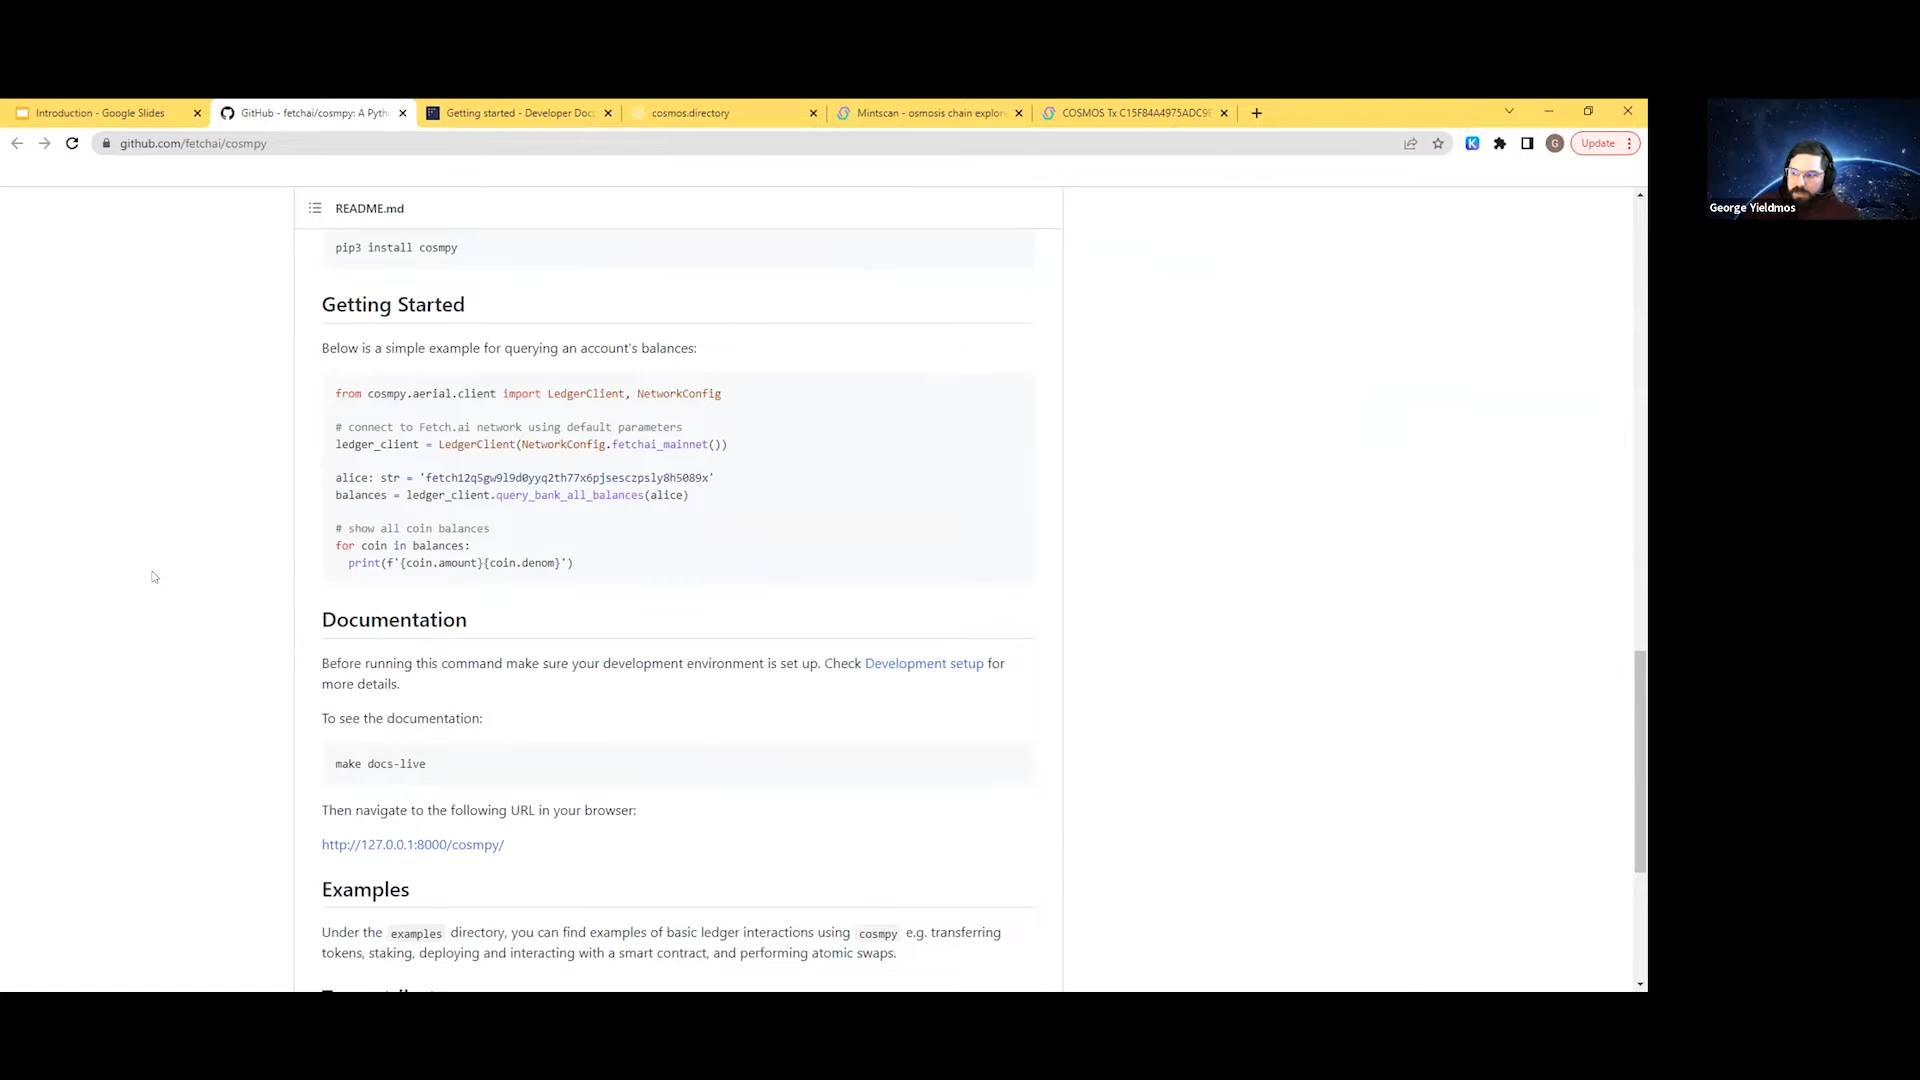 Introduction - Google Slides
GitHub - fetchai/cosmpy: A Pyth
Getting started - Developer Doc
cosmos.directory
Mintscan - osmosis chain explore
COSMOS Tx C15F84A4975ADC9E
github.com/fetchai/cosmpy
K
G
Update
George Yieldmos
README.md
pip3 install cosmpy
Getting Started
Below is a simple example for querying an account's balances:
from cosmpy.aerial.client import LedgerClient, NetworkConfig
# connect to Fetch.ai network using default parameters
ledger_client = LedgerClient(NetworkConfig.fetchai_mainnet())
alice: str = 'fetch12q5gw9l9d0yyq2th77x6pjsesczpsly8h5089x'
balances = ledger_client.query_bank_all_balances(alice)
# show all coin balances
for coin in balances:
print(f'{coin.amount}{coin.denom}')
Documentation
Before running this command make sure your development environment is set up. Check Development setup for
more details.
To see the documentation:
make docs-live
Then navigate to the following URL in your browser:
http://127.0.0.1:8000/cosmpy/
Examples
Under the examples directory, you can find examples of basic ledger interactions using cosmpy e.g. transferring
tokens, staking, deploying and interacting with a smart contract, and performing atomic swaps.